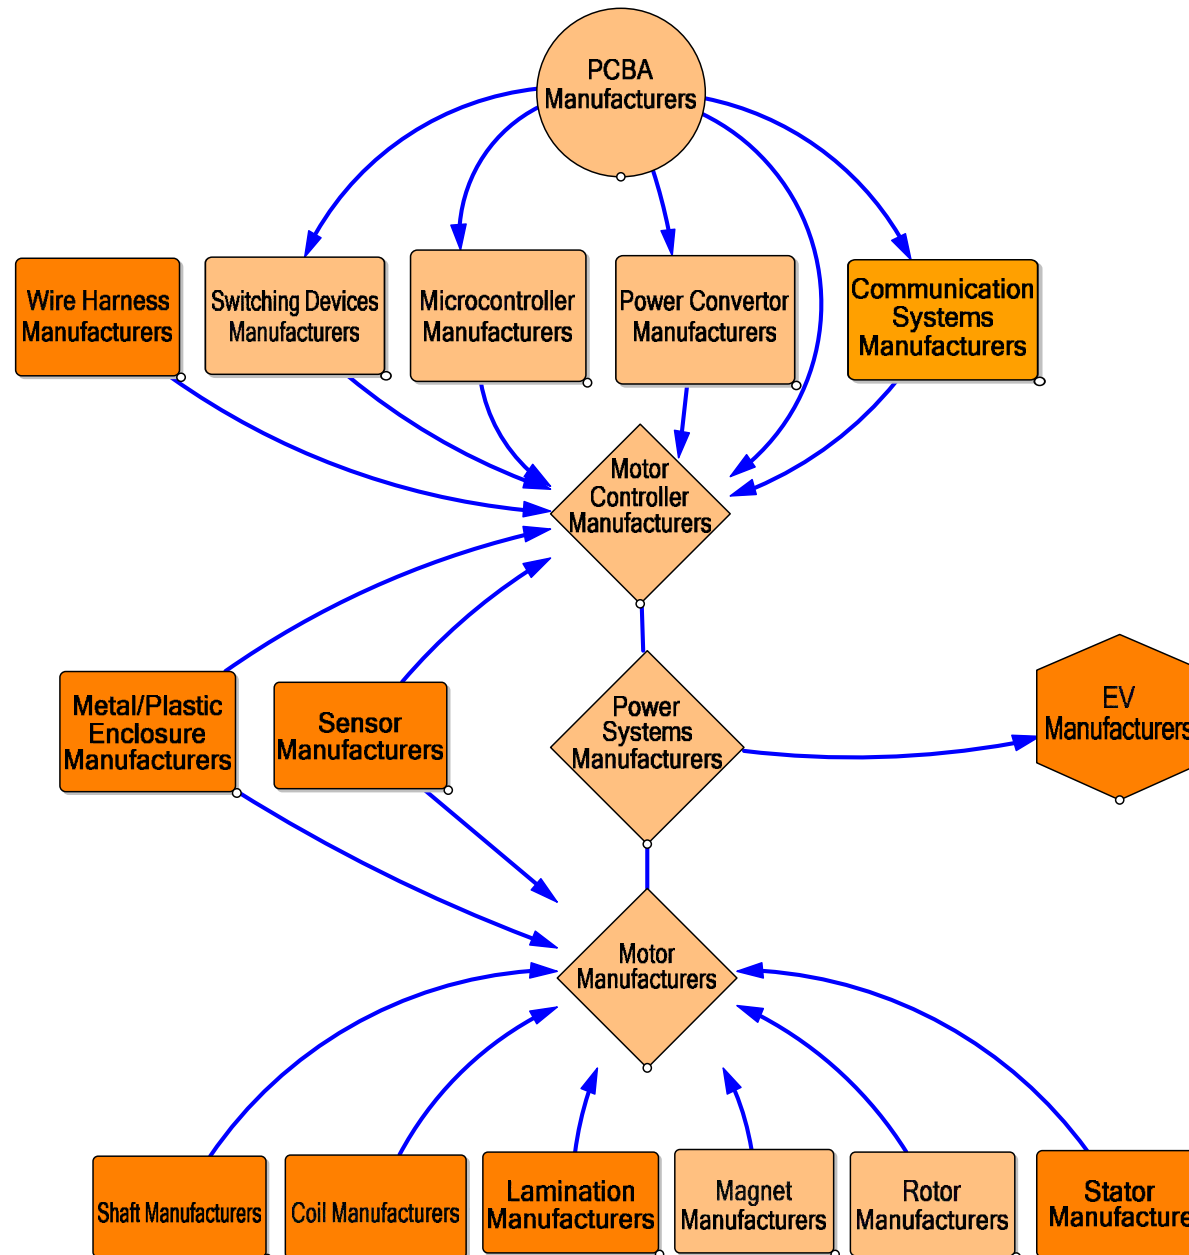 PCBA
Manufacturers
Wire Harness
Manufacturers
Switching Devices
Manufacturers
Microcontroller
Manufacturers
Power Convertor
Manufacturers
Communication
Systems
Manufacturers
Motor
Controller
Manufacturers
Metal/Plastic
Enclosure
Manufacturers
Sensor
Manufacturers
Power
Systems
Manufacturers
EV
Manufacturers
Motor
Manufacturers
Shaft Manufacturers
Coil Manufacturers
Lamination
Manufacturers
Magnet
Manufacturers
Rotor
Manufacturers
Stator
Manufacture